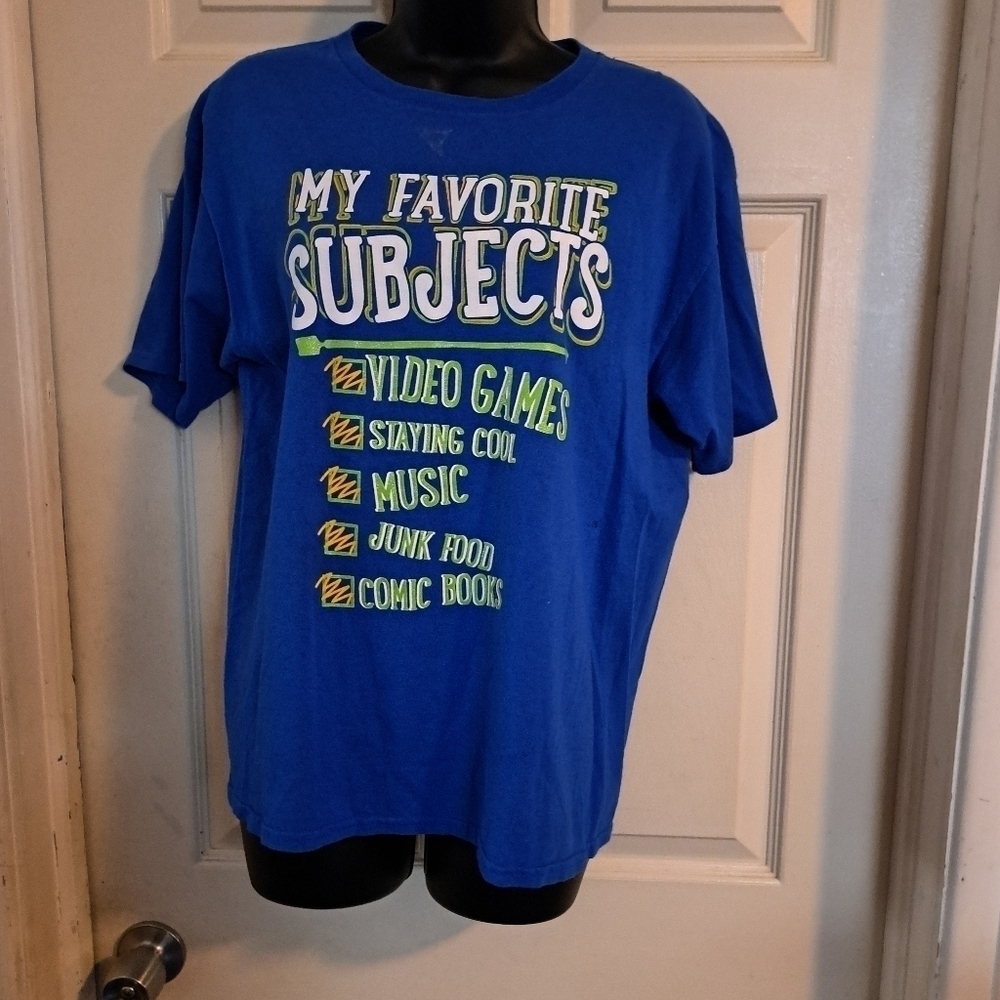 MY FAVORITE
SUBJECTS
VIDEO GAMES
STAYING COOL
MUSIC
JUNK FOOD
COMIC BOOKS